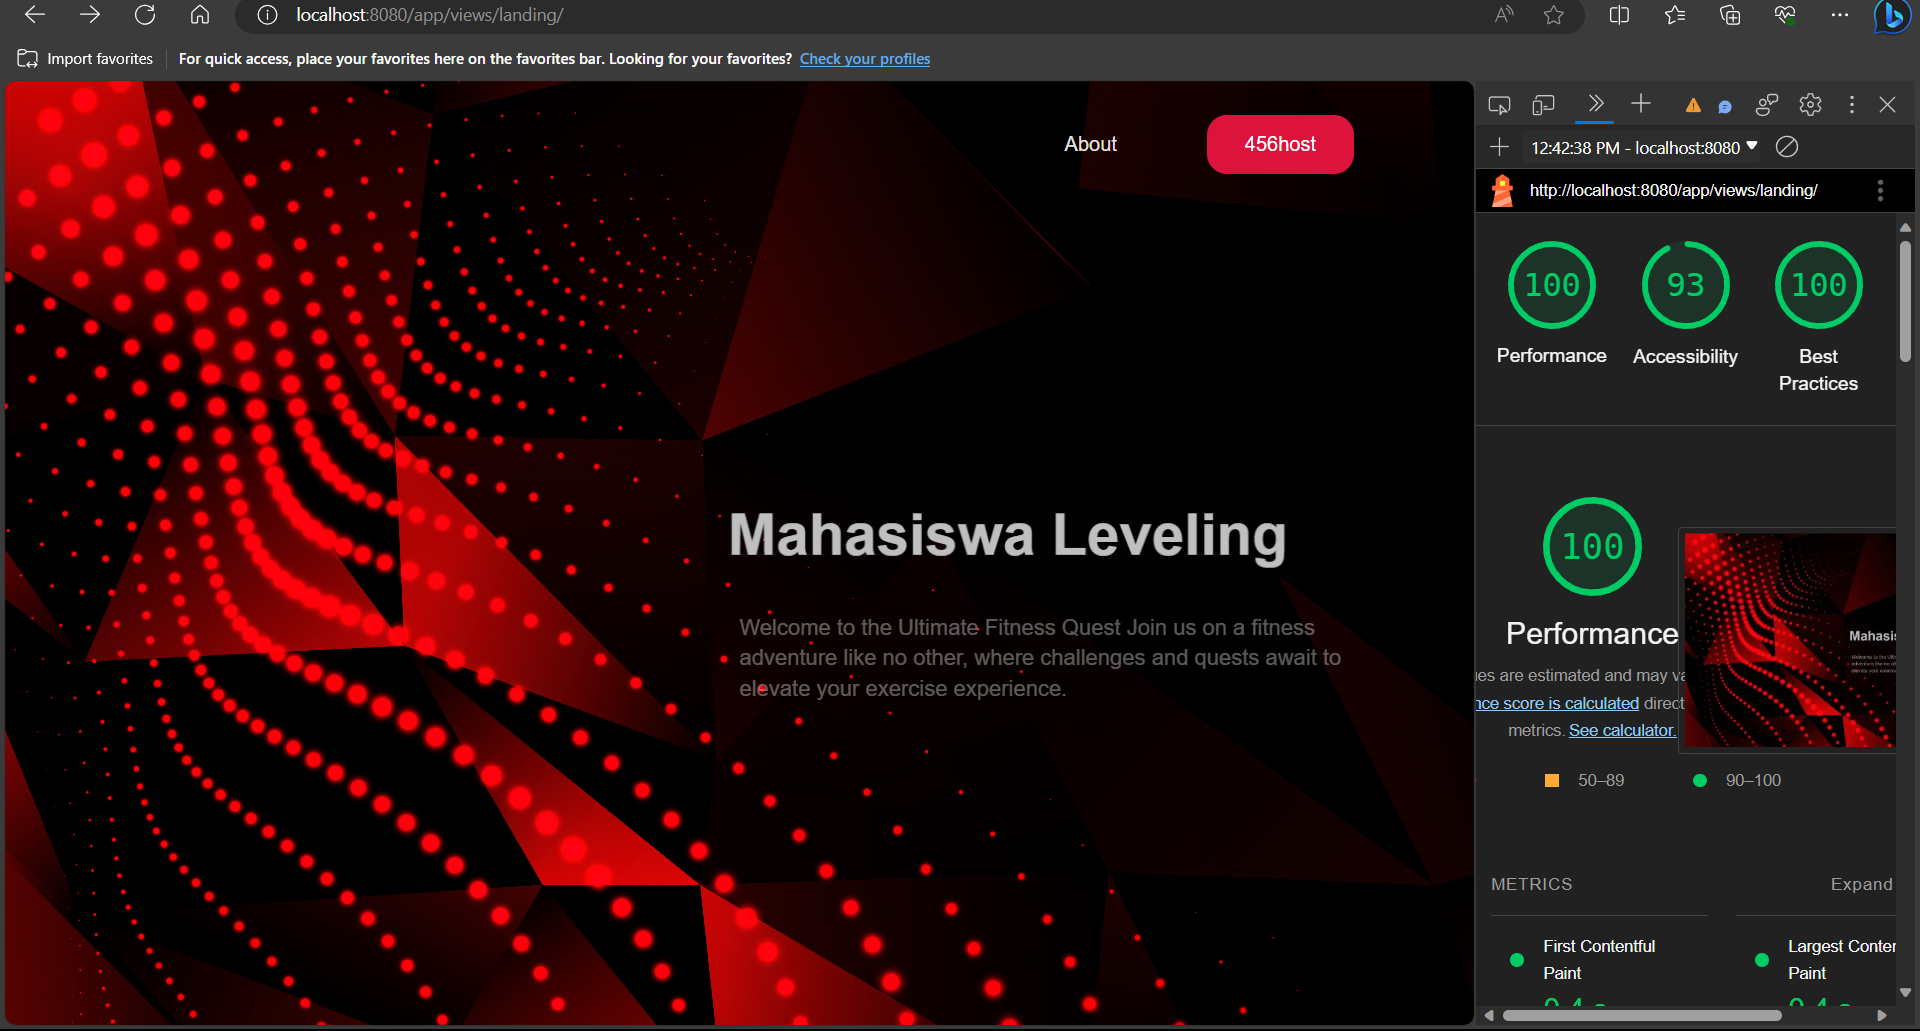 localhost:8080/app/views/landing/
Import favorites
For quick access, place your favorites here on the favorites bar. Looking for your favorites? Check your profiles
About
456host
Mahasiswa Leveling
Welcome to the Ultimate Fitness Quest Join us on a fitness
adventure like no other, where challenges and quests await to
elevate your exercise experience.
12:42:38 PM - localhost:8080
http://localhost:8080/app/views/landing/
100
93
100
Performance
Accessibility
Best
Practices
100
Performance
es are estimated and may va
nce score is calculated direct
metrics. See calculator.
50–89
90–100
Mahasis
METRICS
Expand
First Contentful
Paint
Largest Conten
Paint